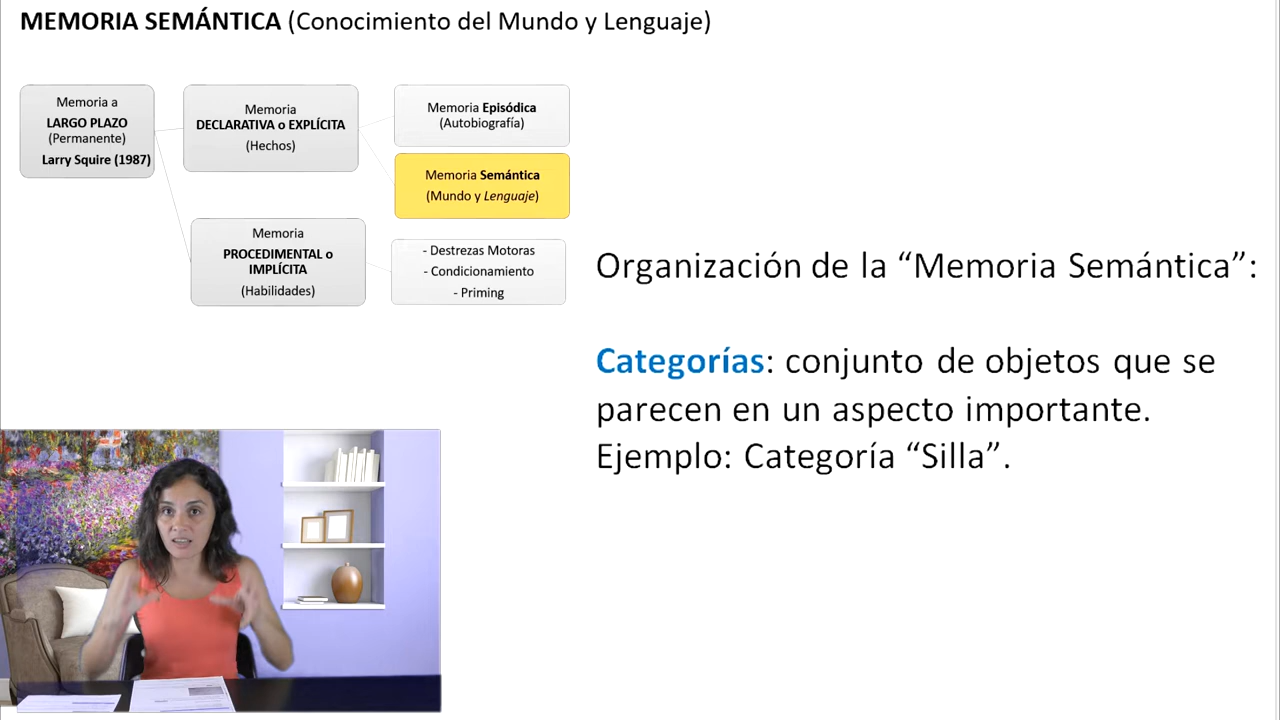 MEMORIA SEMÁNTICA (Conocimiento del Mundo y Lenguaje)
Memoria a
LARGO PLAZO
(Permanente)
Larry Squire (1987)
Memoria
DECLARATIVA o EXPLÍCITA
(Hechos)
Memoria Episódica
(Autobiografía)
Memoria Semántica
(Mundo y Lenguaje)
Memoria
PROCEDIMENTAL o
IMPLÍCITA
(Habilidades)
- Destrezas Motoras
- Condicionamiento
- Priming
Organización de la “Memoria Semántica”:
Categorías: conjunto de objetos que se
parecen en un aspecto importante.
Ejemplo: Categoría “Silla”.